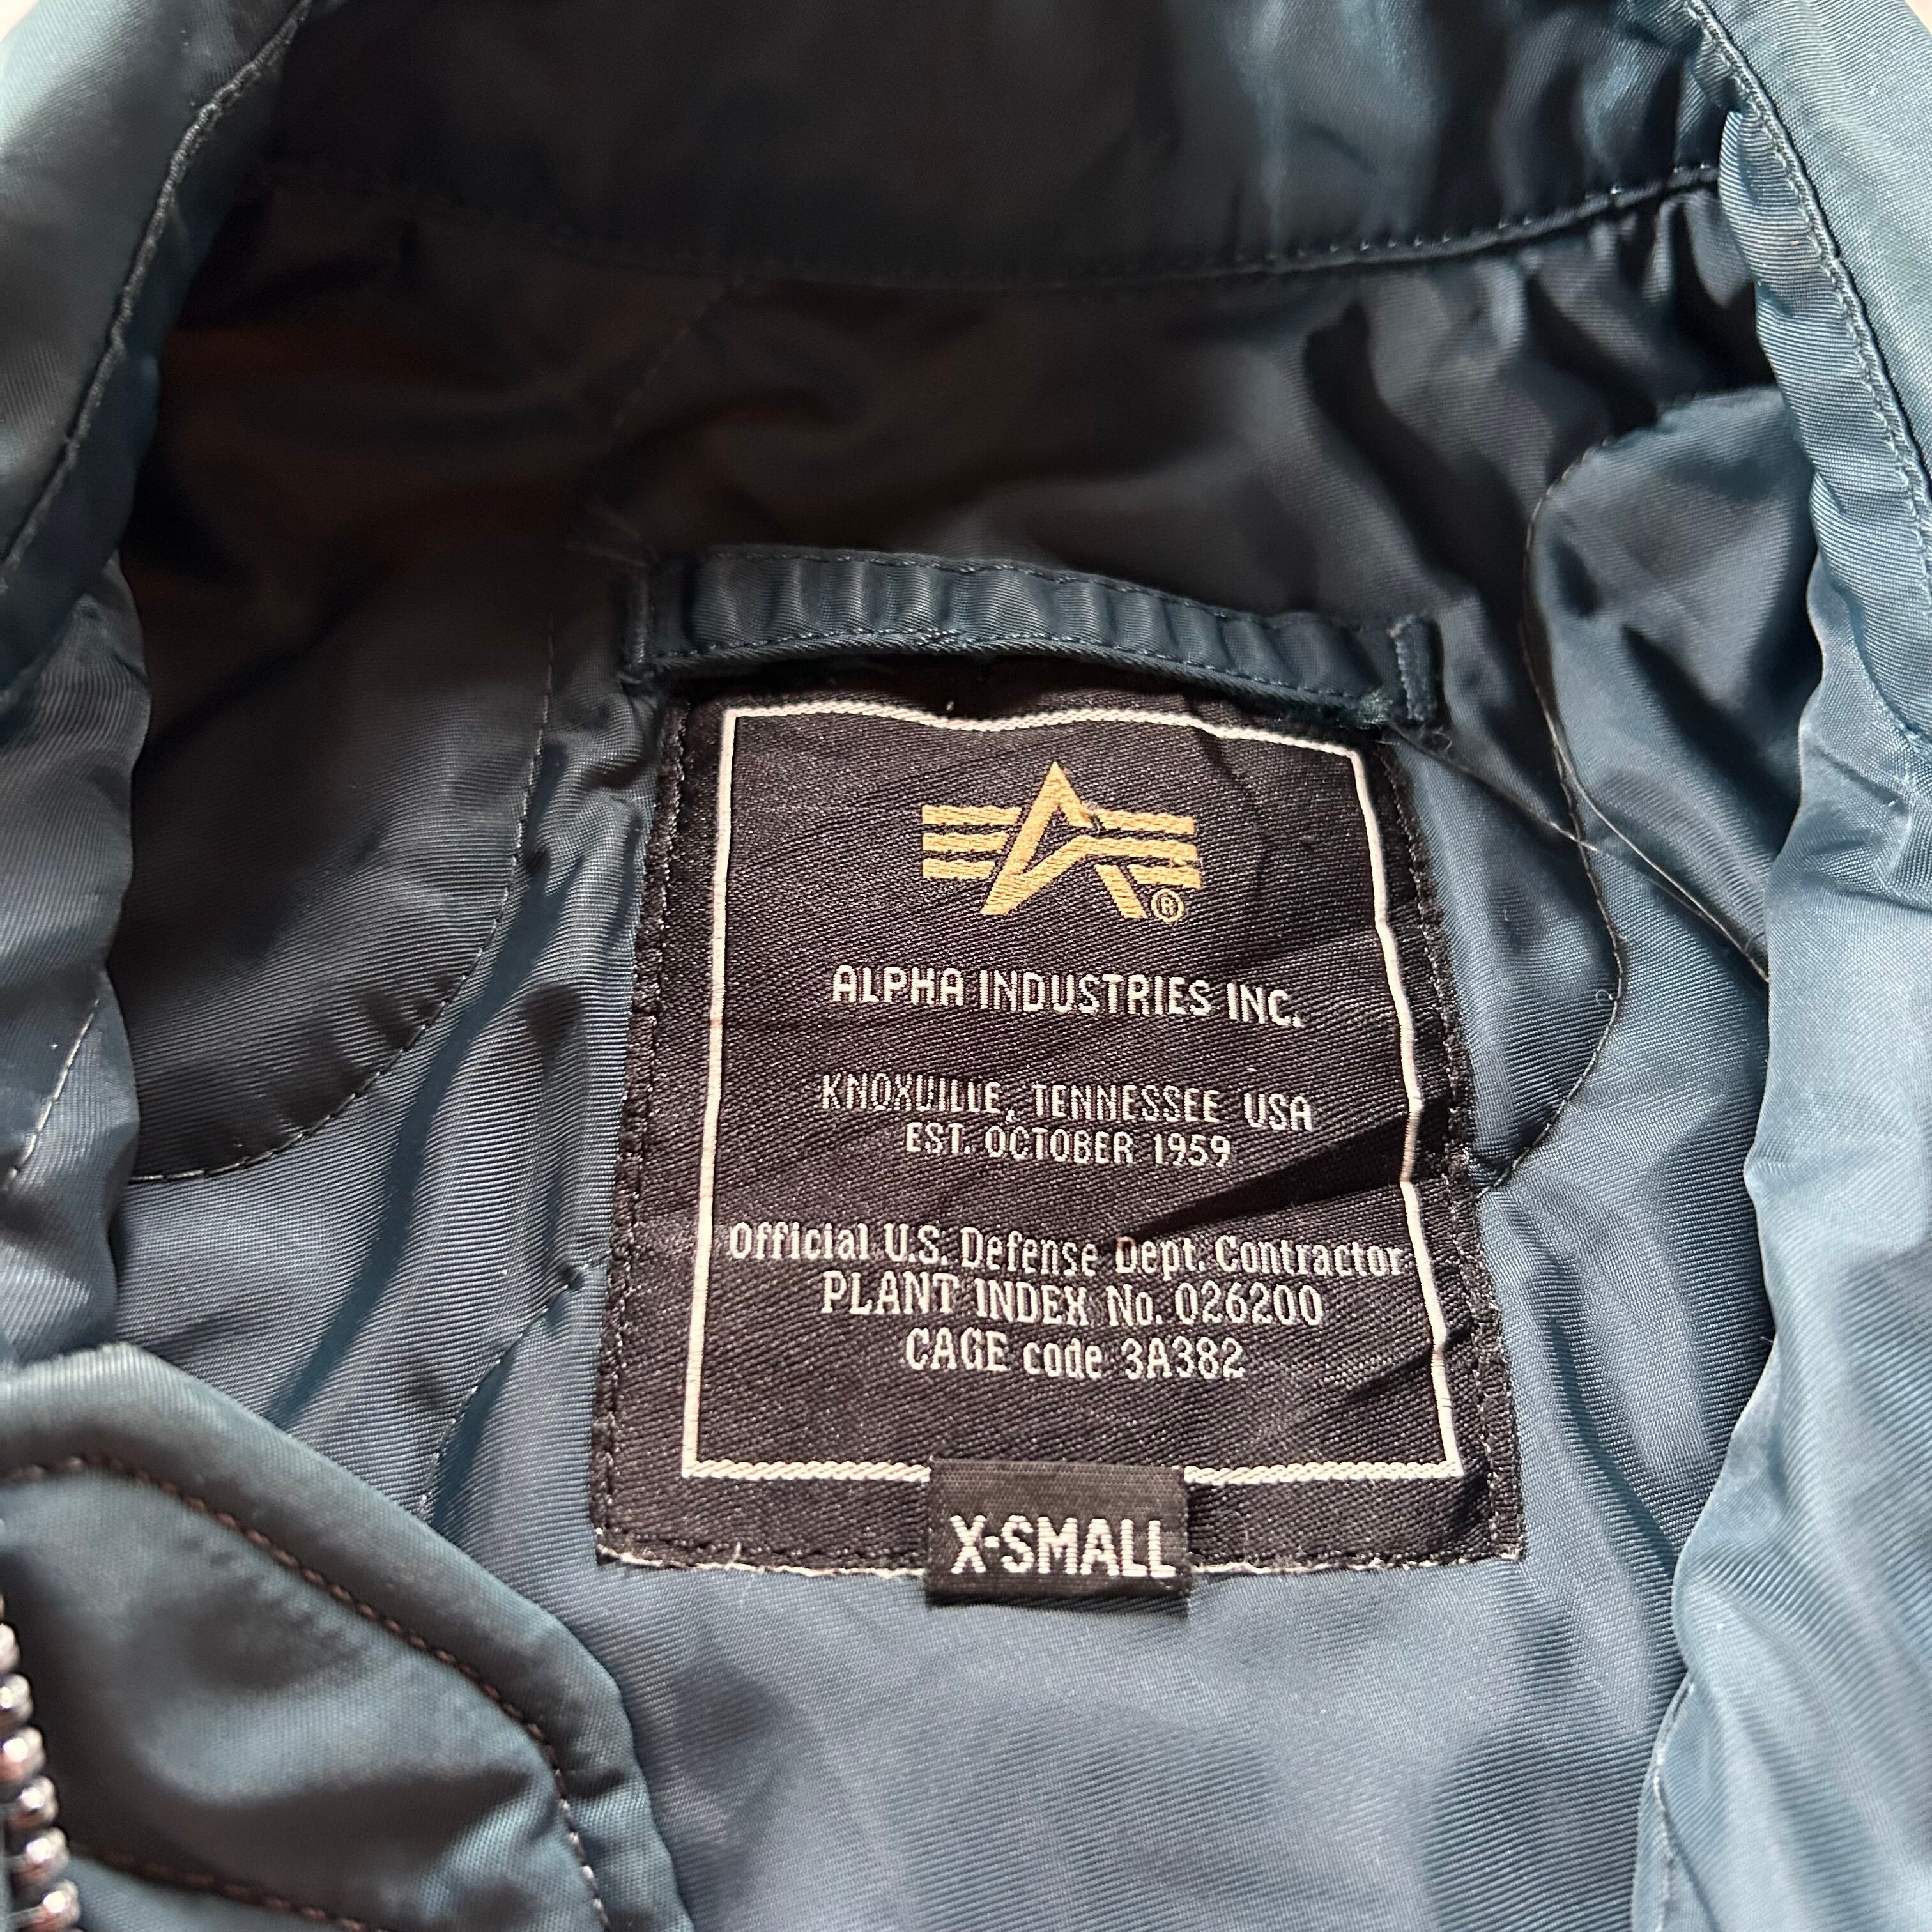 ®
ALPHA INDUSTRIES INC.
KNOXVILLE, TENNESSEE USA
EST. OCTOBER 1959
Official U.S. Defense Dept. Contractor
PLANT INDEX No. 026200
CAGE code 3A382
X-SMALL